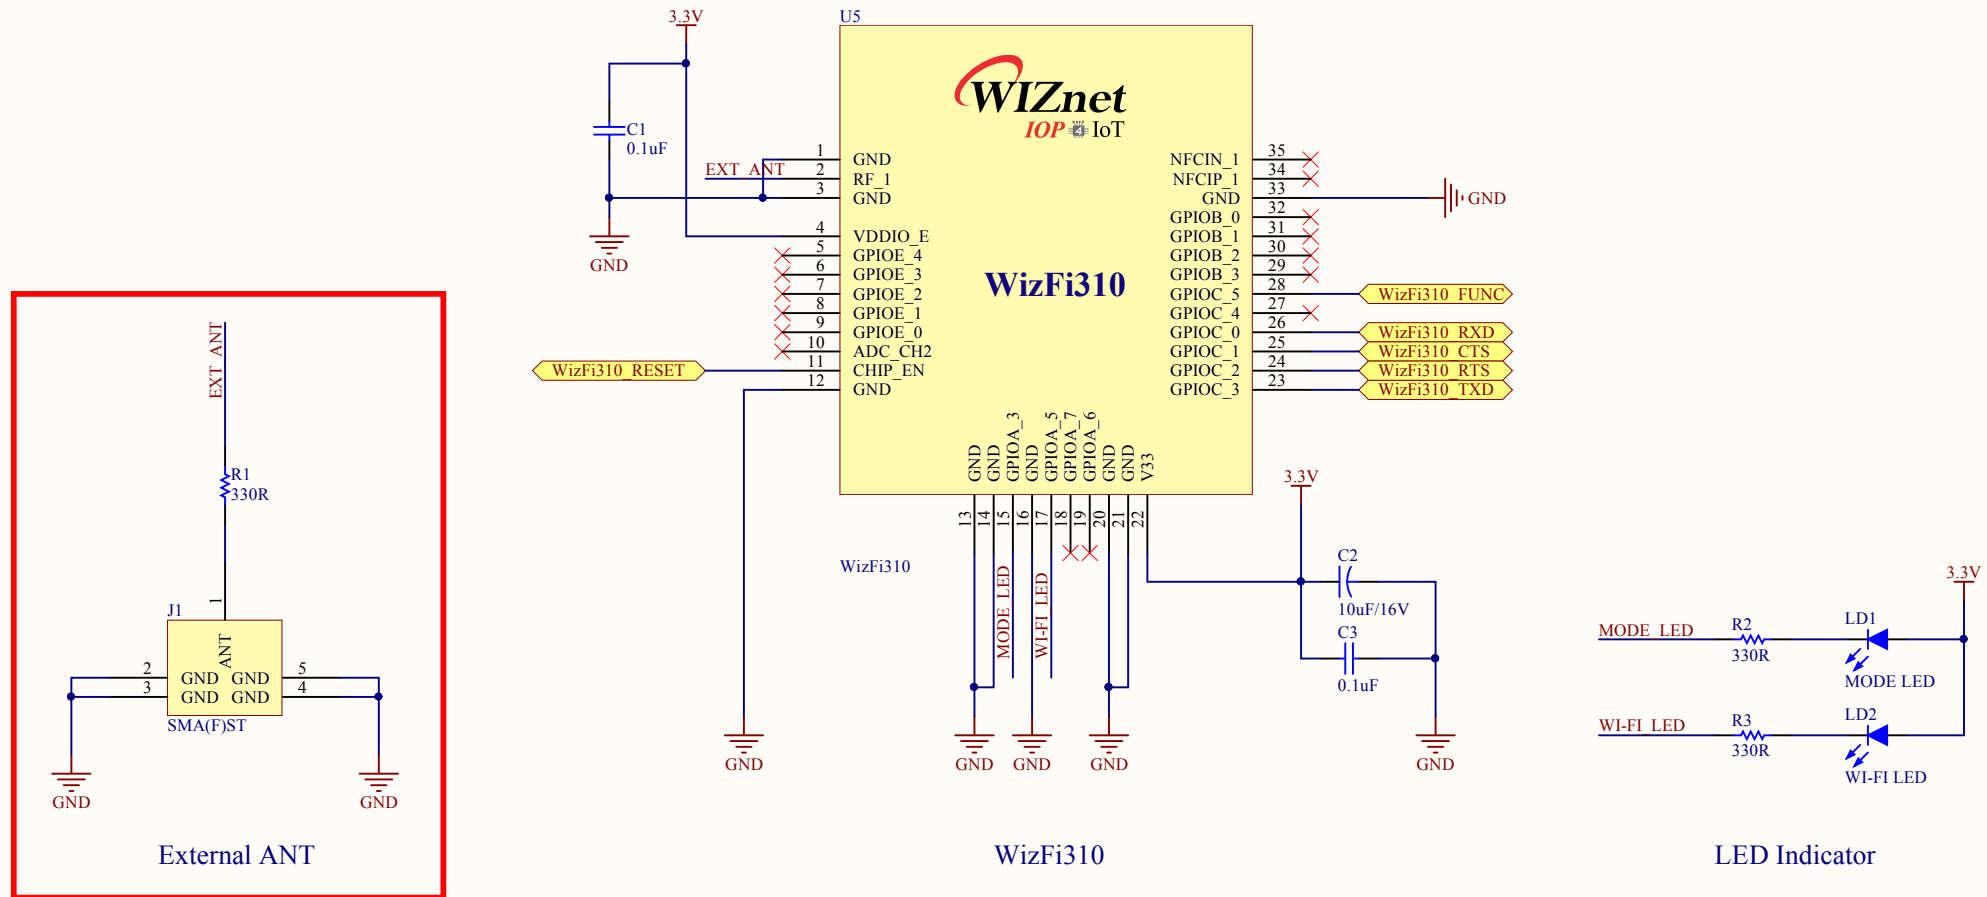 3.3V
C1
0.1uF
GND
EXT_ANT
U5
WIZnet
IOP 4 IoT
WizFi310
1 GND
2 RF_1
3 GND
4 VDDIO_E
5 GPIOE_4
6 GPIOE_3
7 GPIOE_2
8 GPIOE_1
9 GPIOE_0
10 ADC_CH2
11 CHIP_EN
12 GND
WizFi310_RESET
GND
NFCIN_1 35
NFCIP_1 34
GND 33 GND
GPIOB_0 32
GPIOB_1 31
GPIOB_2 30
GPIOB_3 29
GPIOC_5 28 WizFi310_FUNC
GPIOC_4 27
GPIOC_0 26 WizFi310_RXD
GPIOC_1 25 WizFi310_CTS
GPIOC_2 24 WizFi310_RTS
GPIOC_3 23 WizFi310_TXD
GND 13
GND 14
GPIOA_3 15
GND 16
GPIOA_5 17
GPIOA_7 18
GPIOA_6 19
GND 20
GND 21
V33 22
WizFi310
MODE_LED
WI-FI_LED
GND
GND
GND
3.3V
C2
10uF/16V
C3
0.1uF
GND
WizFi310
EXT_ANT
R1
330R
1
J1
ANT
2 GND GND 5
3 GND GND 4
SMA(F)ST
GND
GND
External ANT
3.3V
MODE_LED
R2
330R
LD1
MODE LED
WI-FI_LED
R3
330R
LD2
WI-FI LED
LED Indicator